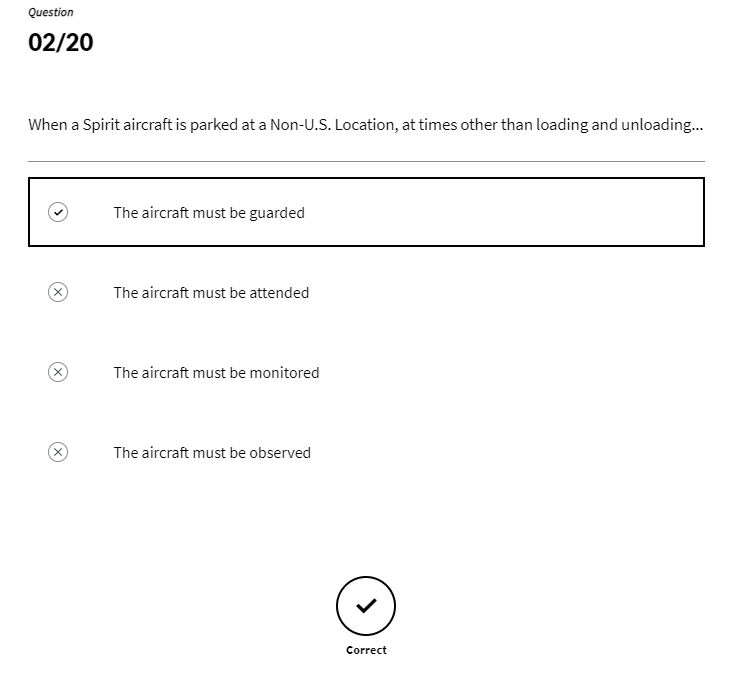 Question
02/20
When a Spirit aircraft is parked at a Non-U.S. Location, at times other than loading and unloading...
The aircraft must be guarded
The aircraft must be attended
The aircraft must be monitored
The aircraft must be observed
Correct